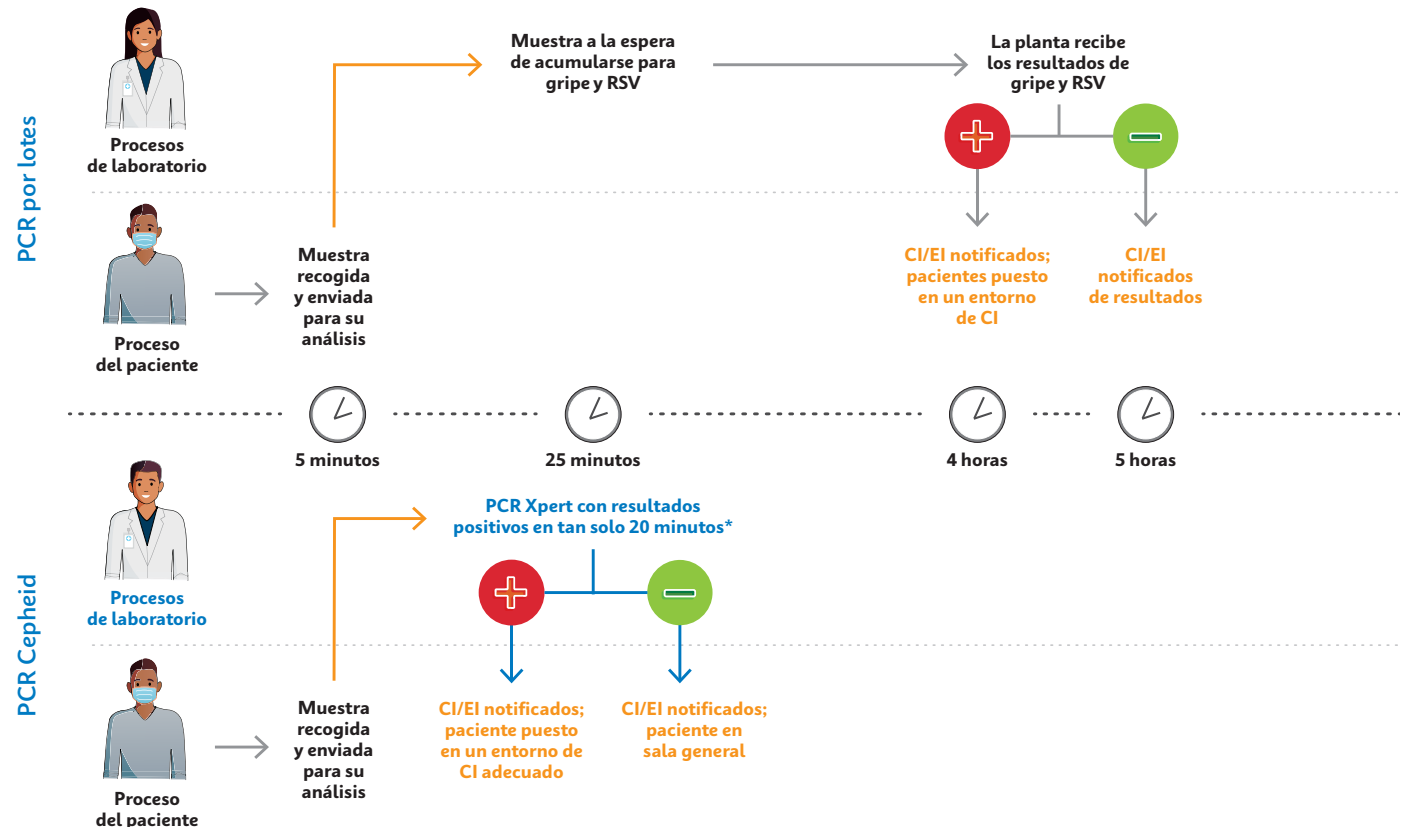 PCR por lotes
Procesos
de laboratorio
Muestra a la espera
de acumularse para
gripe y RSV
La planta recibe
los resultados de
gripe y RSV
Proceso
del paciente
Muestra
recogida
y enviada
para su
análisis
CI/EI notificados;
pacientes puesto
en un entorno
de CI
CI/EI
notificados
de resultados
5 minutos
25 minutos
4 horas
5 horas
PCR Cepheid
Procesos
de laboratorio
PCR Xpert con resultados
positivos en tan solo 20 minutos*
Proceso
del paciente
Muestra
recogida
y enviada
para su
análisis
CI/EI notificados;
paciente puesto
en un entorno de
CI adecuado
CI/EI notificados;
paciente en
sala general